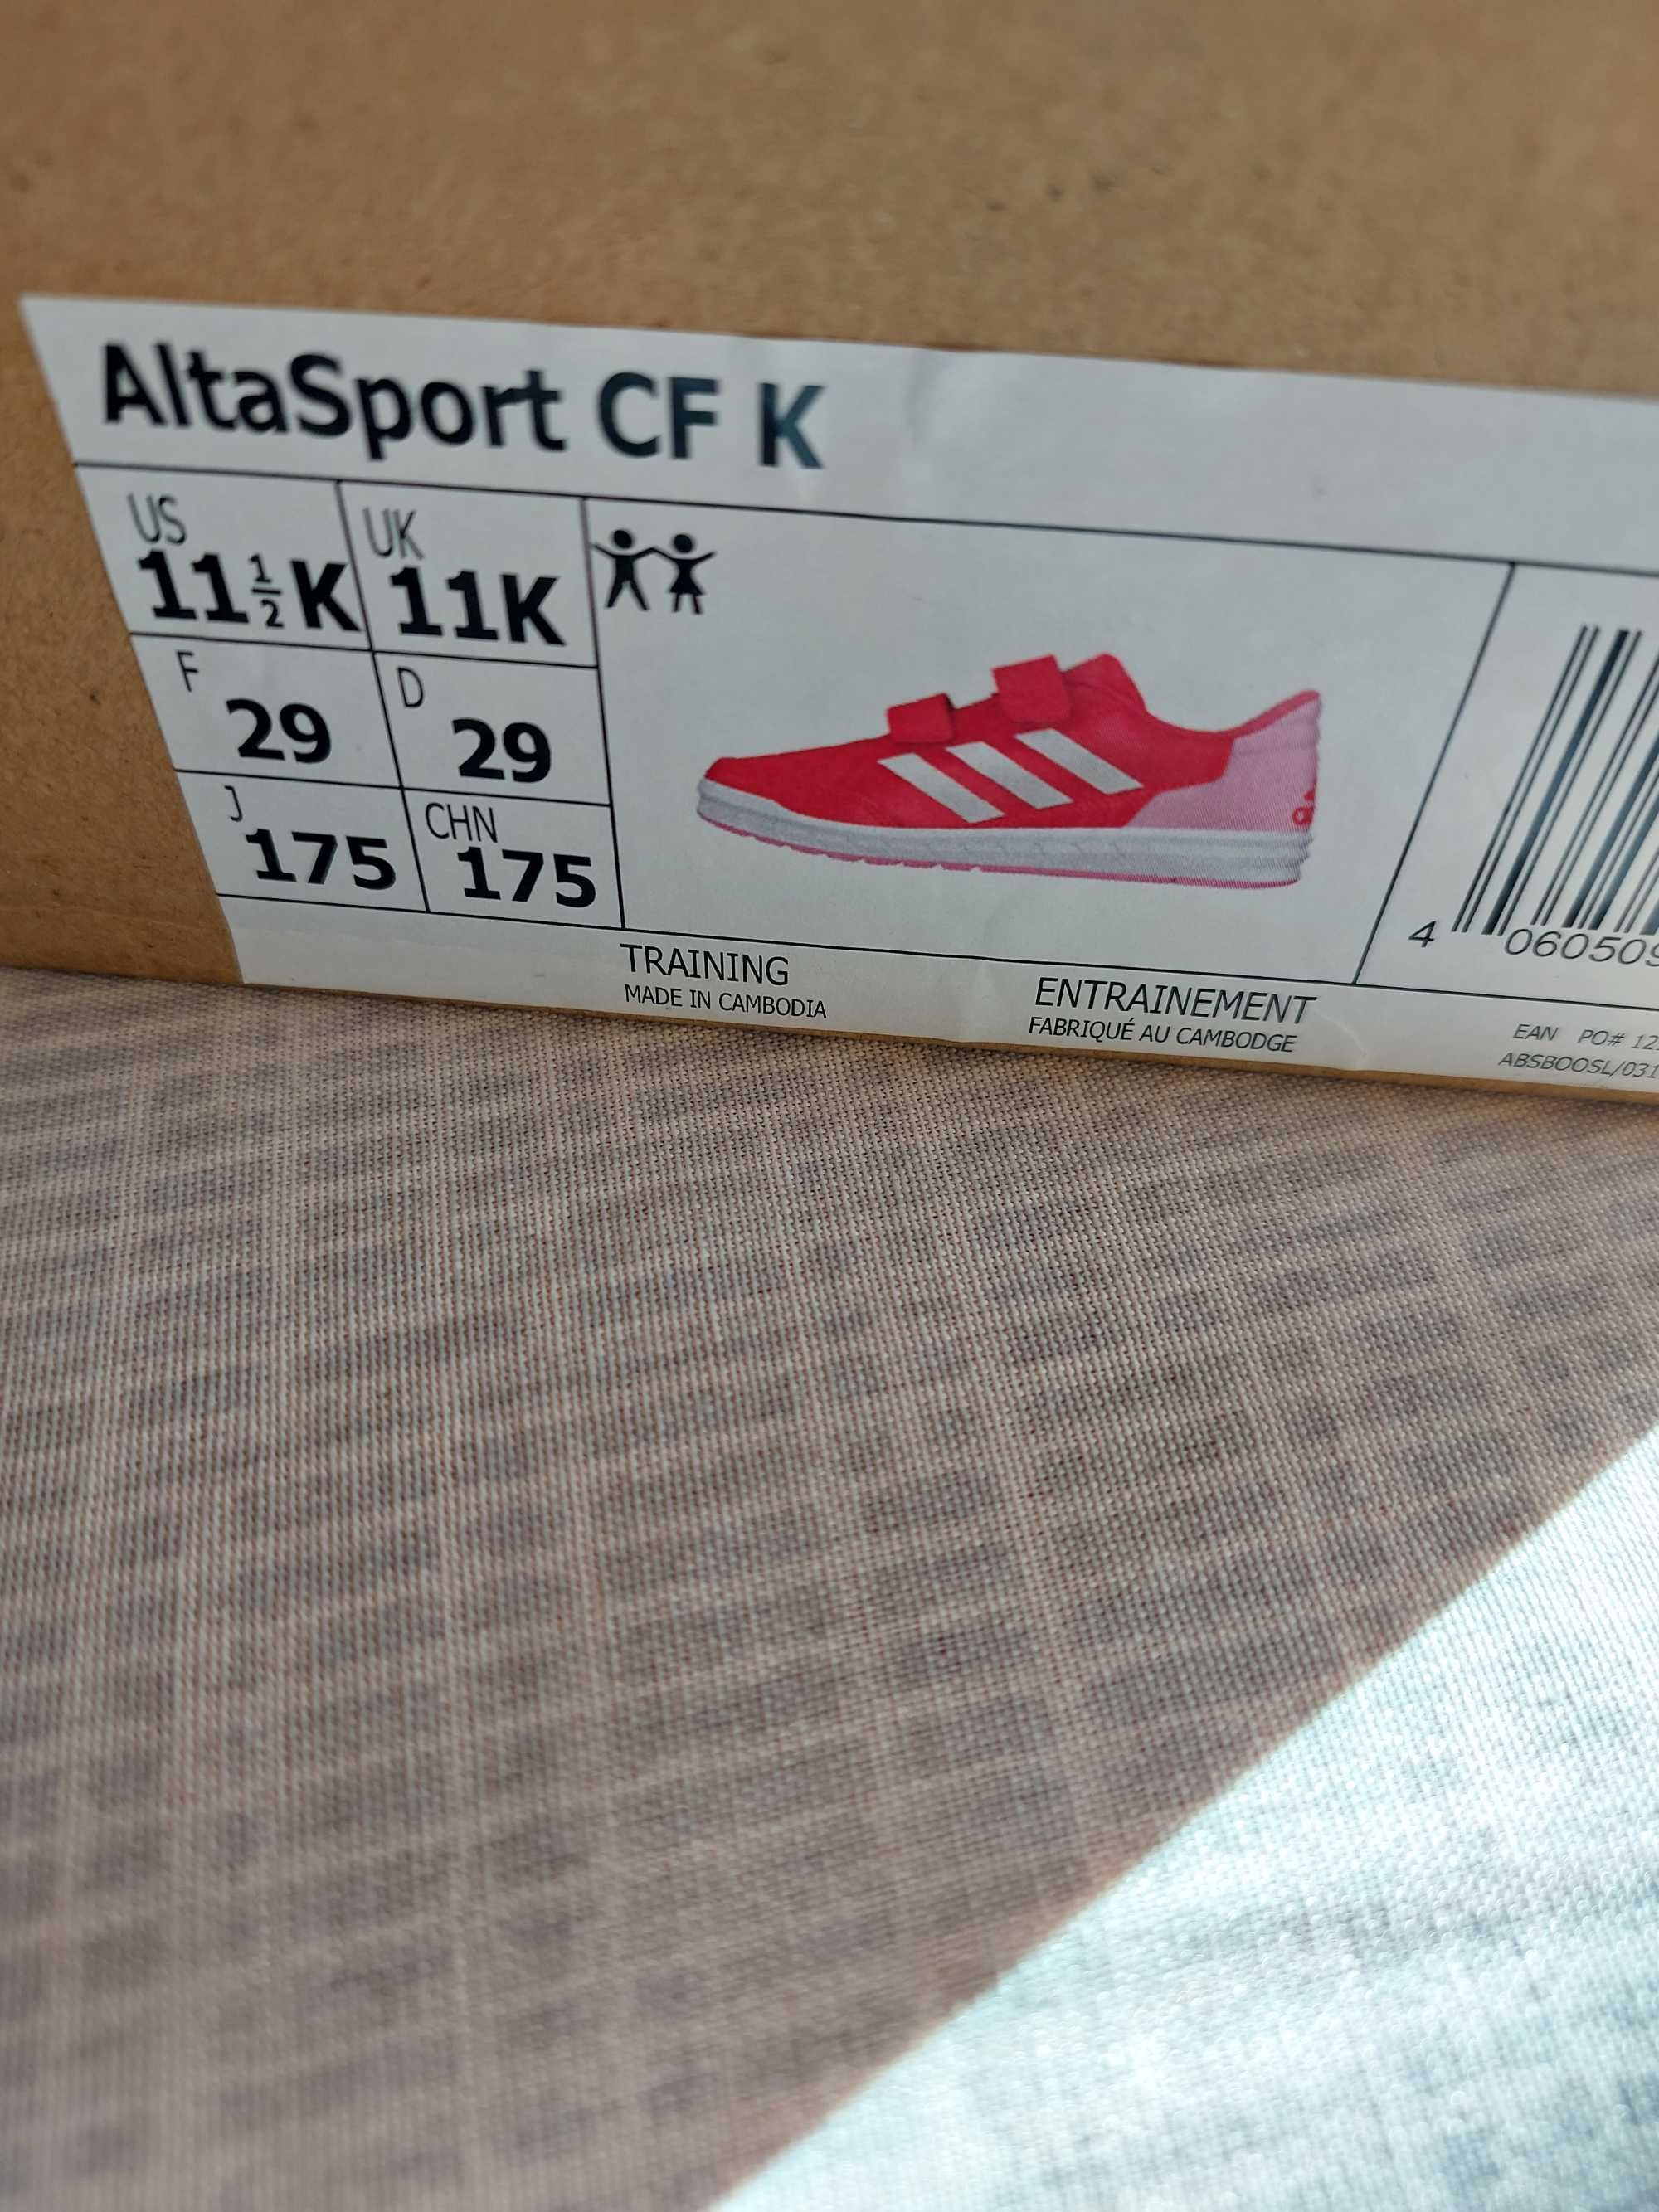 AltaSport CF K
US
11½K
UK
11K
F
29
D
29
J
175
CHN
175
TRAINING
MADE IN CAMBODIA
ENTRAINEMENT
FABRIQUÉ AU CAMBODGE
4 060509
EAN PO# 12
ABSBOOSL/031